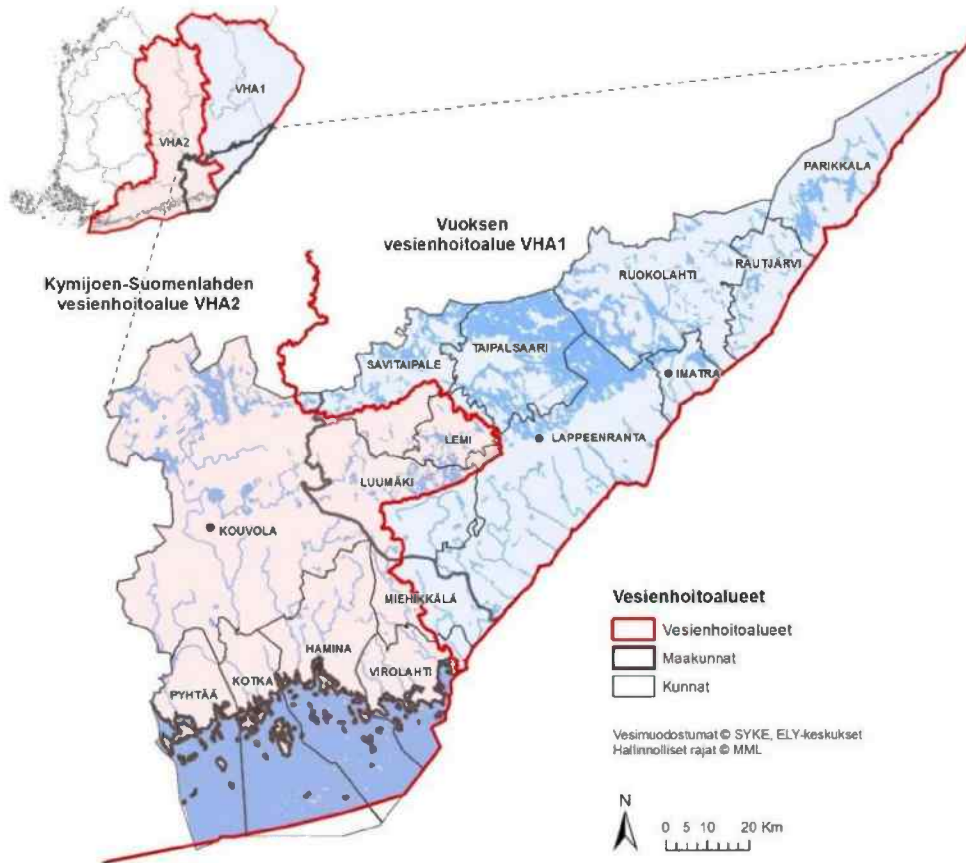 VHA1
VHA2
Vuoksen
vesienhoitoalue VHA1
Kymijoen-Suomenlahden
vesienhoitoalue VHA2
PARIKKALA
RUOKOLAHTI
RAUTJÄRVI
TAIPALSAARI
SAVITAIPALE
IMATRA
LAPPEENRANTA
LEMI
LUUMÄKI
KOUVOLA
MIEHIKKÄLÄ
HAMINA
VIROLAHTI
KOTKA
PYHTÄÄ
Vesienhoitoalueet
Vesienhoitoalueet
Maakunnat
Kunnat
Vesimuodostumat © SYKE, ELY-keskukset
Hallinnolliset rajat © MML
N
0 5 10 20 Km